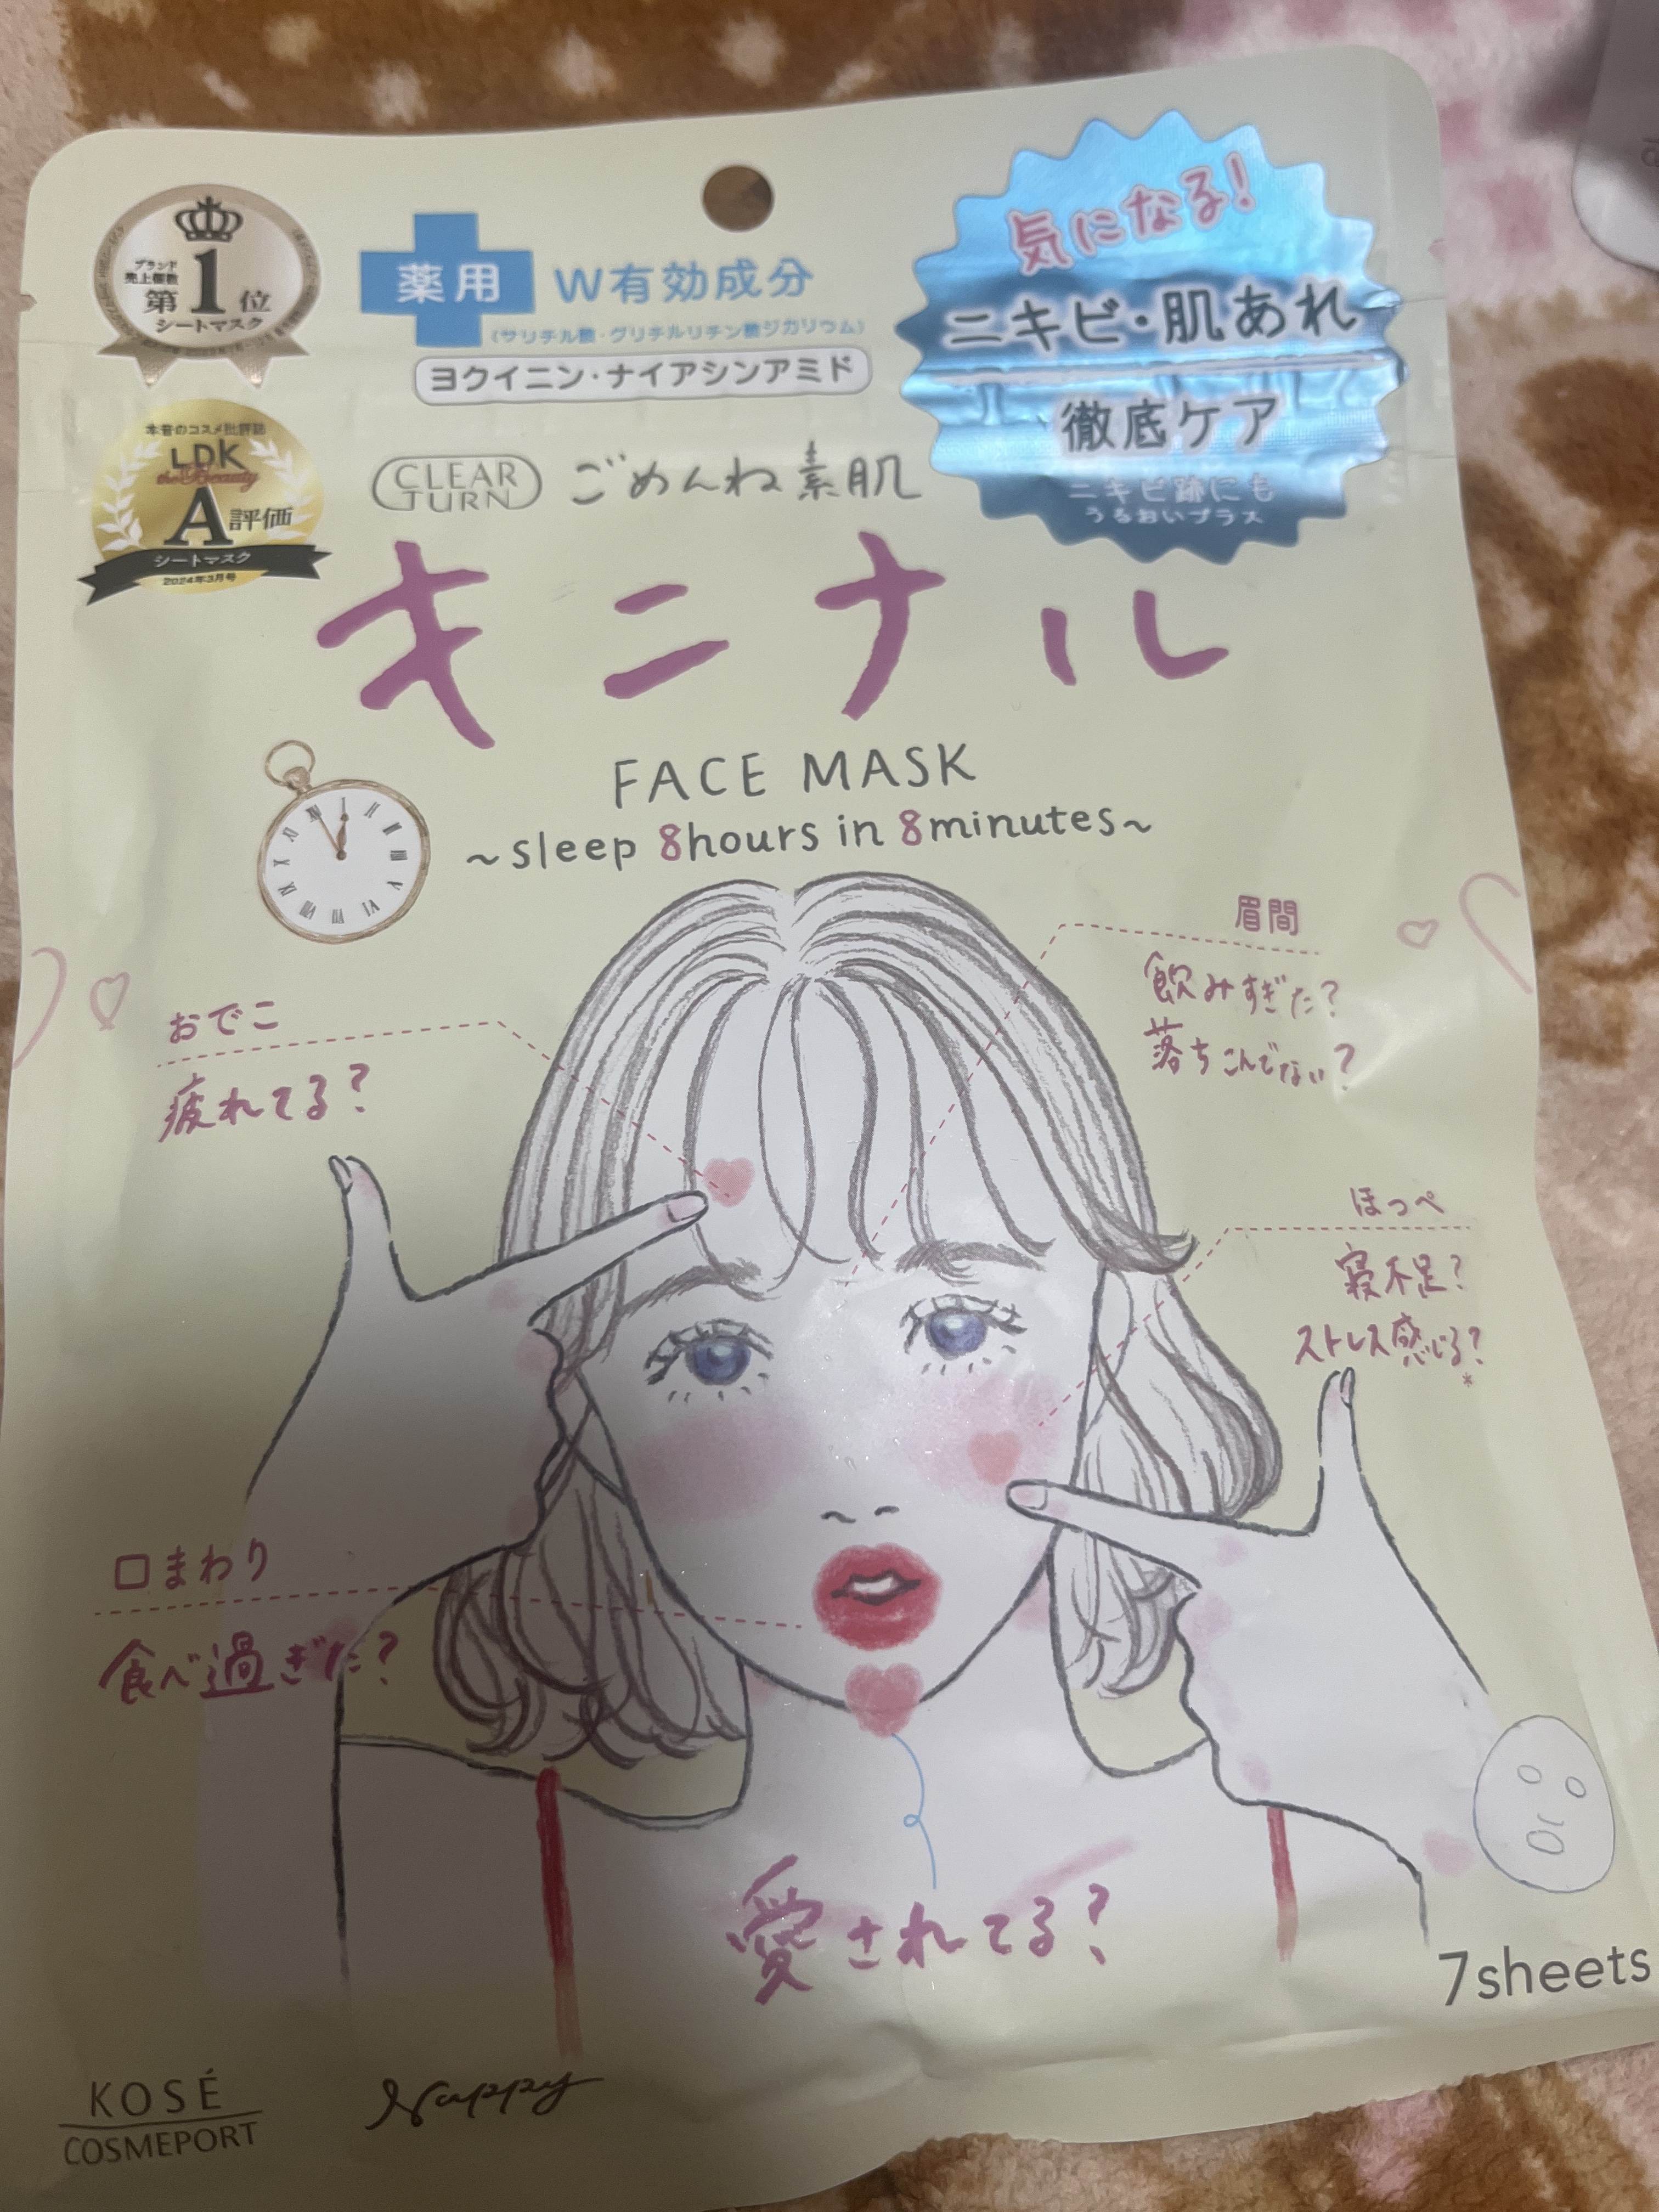 ブランド
売上個数
第1位
シートマスク
薬用
W有効成分
(サリチル酸・グリチルリチン酸ジカリウム)
ヨクイニン・ナイアシンアミド
気になる!
ニキビ・肌あれ
徹底ケア
ニキビ跡にも
うるおいプラス
本音のコスメ批評誌
LDK
the Beauty
A評価
シートマスク
2024年3月号
CLEAR
TURN
ごめんね素肌
キニナル
FACE MASK
~sleep 8hours in 8minutes~
おでこ
疲れてる?
眉間
飲みすぎた?
落ちこんでない?
ほっぺ
寝不足?
ストレス感じる?
*
口まわり
食べ過ぎた?
愛されてる?
7sheets
KOSÉ
COSMEPORT
Nappy